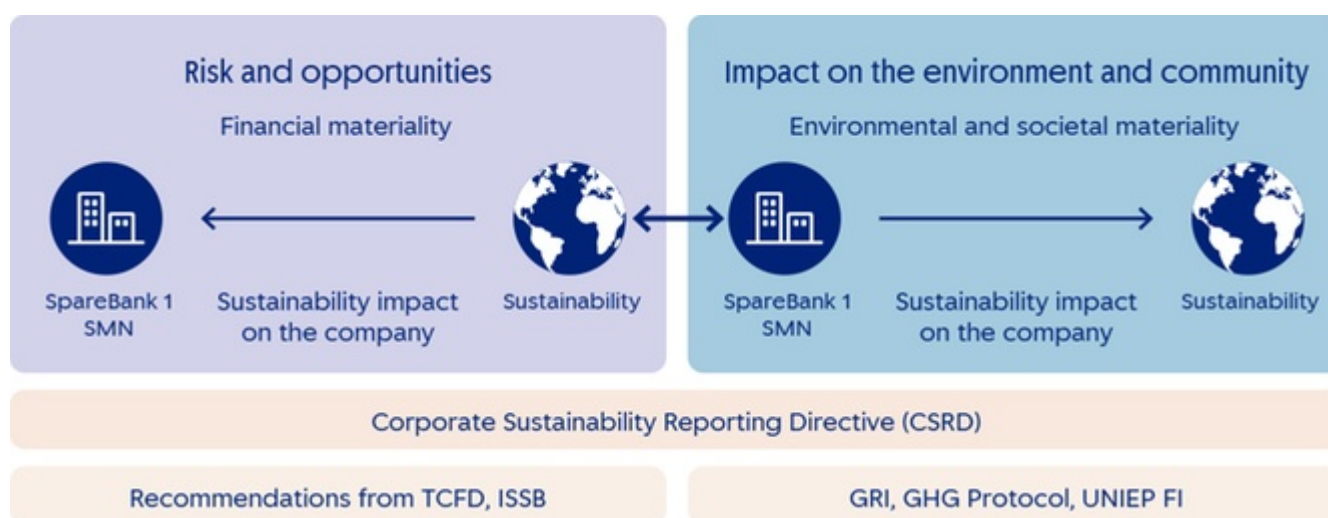 Risk and opportunities
Financial materiality
SpareBank 1
SMN
Sustainability impact
on the company
Sustainability
Impact on the environment and community
Environmental and societal materiality
SpareBank 1
SMN
Sustainability impact
on the company
Sustainability
Corporate Sustainability Reporting Directive (CSRD)
Recommendations from TCFD, ISSB
GRI, GHG Protocol, UNIEP FI